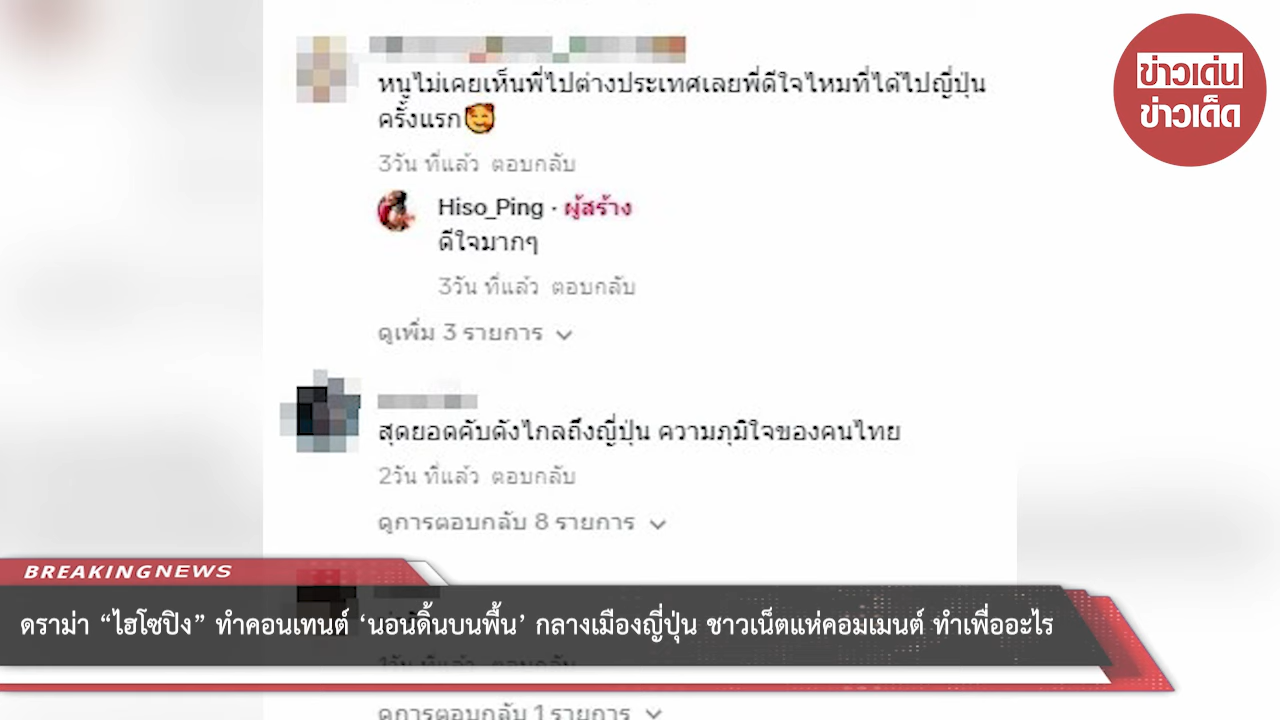 ข่าวเด่น
ข่าวเด็ด
หนูไม่เคยเห็นพี่ไปต่างประเทศเลยพี่ดีใจไหมที่ได้ไปญี่ปุ่น
ครั้งแรก🥰
3วัน ที่แล้ว ตอบกลับ
Hiso_Ping · ผู้สร้าง
ดีใจมากๆ
3วัน ที่แล้ว ตอบกลับ
ดูเพิ่ม 3 รายการ
สุดยอดคับดังไกลถึงญี่ปุ่น ความภูมิใจของคนไทย
2วัน ที่แล้ว ตอบกลับ
ดูการตอบกลับ 8 รายการ
BREAKINGNEWS
ดราม่า “ไฮโซปิง” ทำคอนเทนต์ ‘นอนดิ้นบนพื้น’ กลางเมืองญี่ปุ่น ชาวเน็ตแห่คอมเมนต์ ทำเพื่ออะไร
1วัน ที่แล้ว ตอบกลับ
ดูการตอบกลับ 1 รายการ